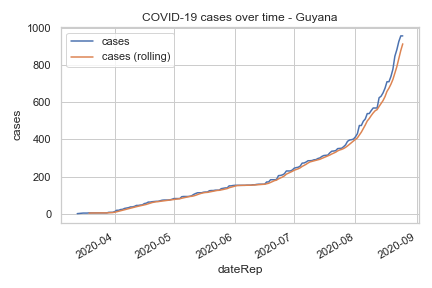 COVID-19 cases over time - Guyana
cases
cases (rolling)
1000
800
600
400
200
0
cases
2020-04
2020-05
2020-06
2020-07
2020-08
2020-09
dateRep